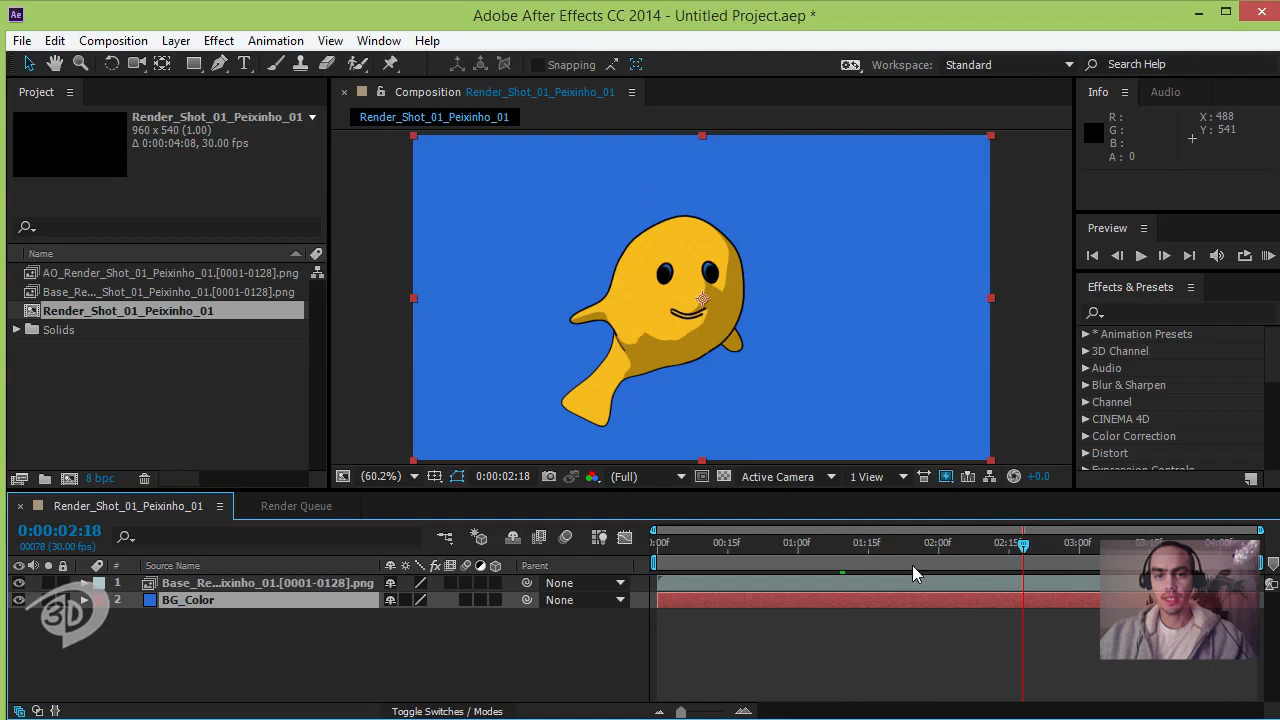 Ae
Adobe After Effects CC 2014 - Untitled Project.aep *
File Edit Composition Layer Effect Animation View Window Help
T Snapping Workspace: Standard Search Help
Project
Render_Shot_01_Peixinho_01
960 x 540 (1.00)
Δ 0:00:04:08, 30.00 fps
Name
AO_Render_Shot_01_Peixinho_01.[0001-0128].png
Base_Re..._Shot_01_Peixinho_01.[0001-0128].png
Render_Shot_01_Peixinho_01
Solids
8 bpc
Composition Render_Shot_01_Peixinho_01
Render_Shot_01_Peixinho_01
(60.2%) 0:00:02:18 (Full) Active Camera 1 View +0.0
Info Audio
R: X: 488
G: Y: 541
B:
A: 0
Preview
Effects & Presets
* Animation Presets
3D Channel
Audio
Blur & Sharpen
Channel
CINEMA 4D
Color Correction
Distort
Render_Shot_01_Peixinho_01 Render Queue
0:00:02:18
00078 (30.00 fps)
0:00f 00:15f 01:00f 01:15f 02:00f 02:15f 03:00f
# Source Name fx Parent
1 Base_Re...ixinho_01.[0001-0128].png None
2 BG_Color None
3D
Toggle Switches / Modes